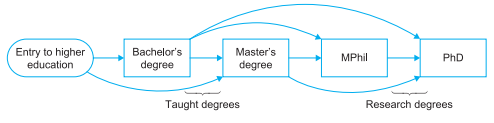 Entry to higher
education
Bachelor's
degree
Master's
degree
MPhil
PhD
Taught degrees
Research degrees